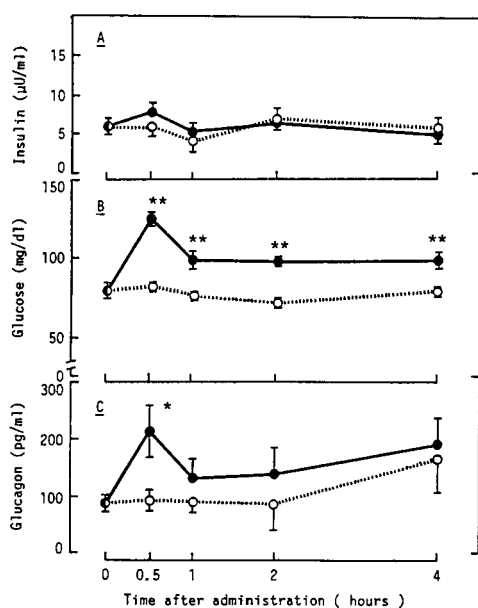 A
15
10
5
0
Insulin (µU/ml)
B
150
100
50
0
Glucose (mg/dl)
**
**
**
**
C
300
200
100
0
Glucagon (pg/ml)
*
0 0.5 1 2 4
Time after administration ( hours )